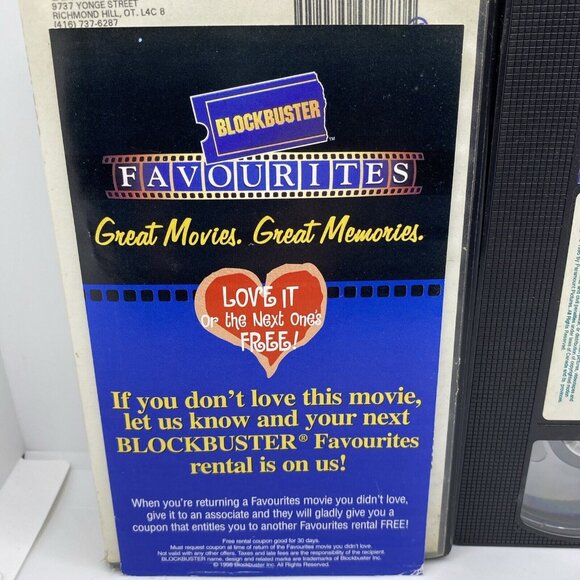 9737 YONGE STREET
RICHMOND HILL, OT. L4C 8
(416) 737-6287
BLOCKBUSTER
FAVOURITES
Great Movies. Great Memories.
LOVE IT
Or the Next One's
FREE!
If you don't love this movie,
let us know and your next
BLOCKBUSTER® Favourites
rental is on us!
When you're returning a Favourites movie you didn't love,
give it to an associate and they will gladly give you a
coupon that entitles you to another Favourites rental FREE!
Free rental coupon good for 30 days.
Must request coupon at time of return of the Favourites movie you didn't love.
Not valid with any other offers. Taxes and late fees are the responsibility of the recipient.
BLOCKBUSTER name, design and related marks are trademarks of Blockbuster Inc.
© 1998 Blockbuster Inc. All Rights Reserved.